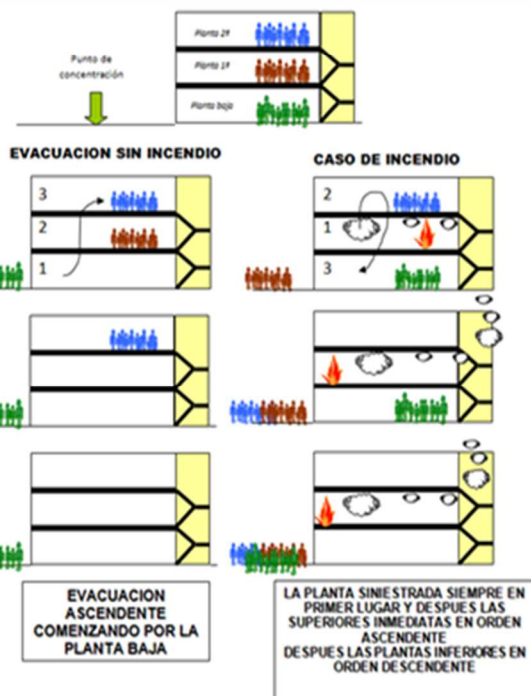 Planta 2ª
Punto de
concentración
Planta 1ª
Planta baja
EVACUACION SIN INCENDIO
CASO DE INCENDIO
3
2
1
2
1
3
EVACUACION
ASCENDENTE
COMENZANDO POR LA
PLANTA BAJA
LA PLANTA SINIESTRADA SIEMPRE EN
PRIMER LUGAR Y DESPUES LAS
SUPERIORES INMEDIATAS EN ORDEN
ASCENDENTE
DESPUES LAS PLANTAS INFERIORES EN
ORDEN DESCENDENTE